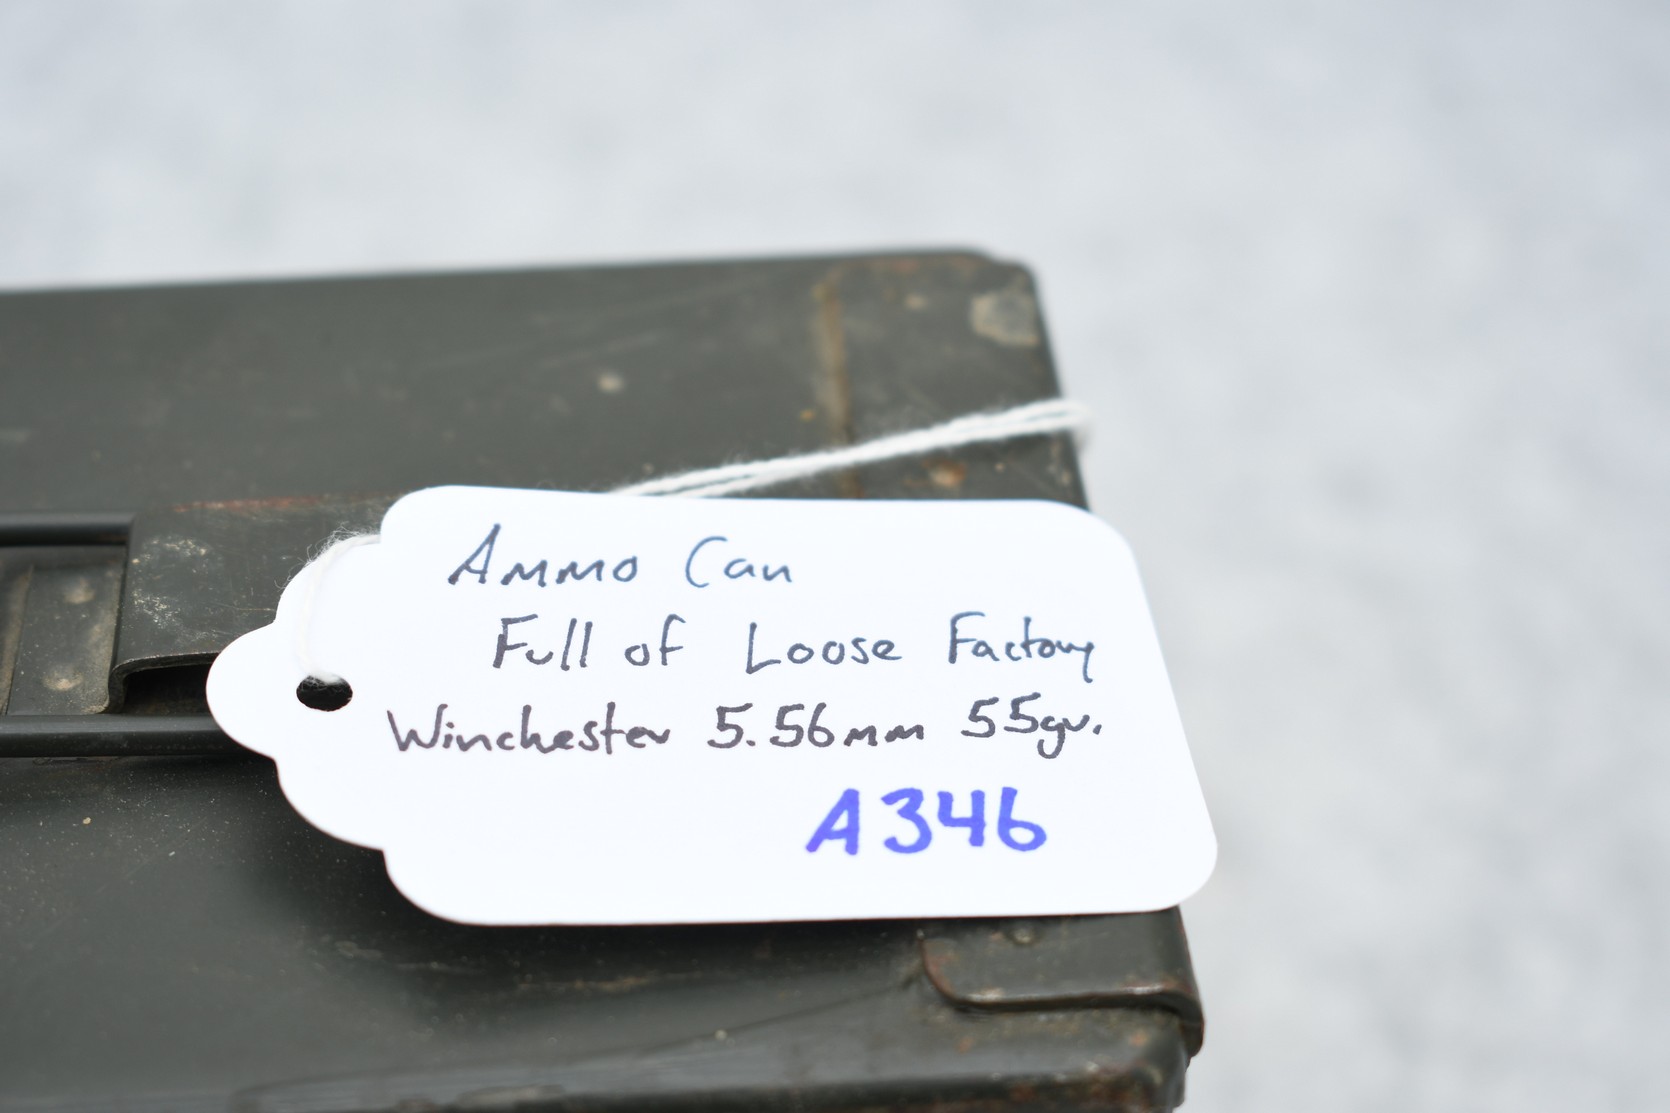 Ammo Can
Full of Loose Factory
Winchester 5.56mm 55gr.
A346